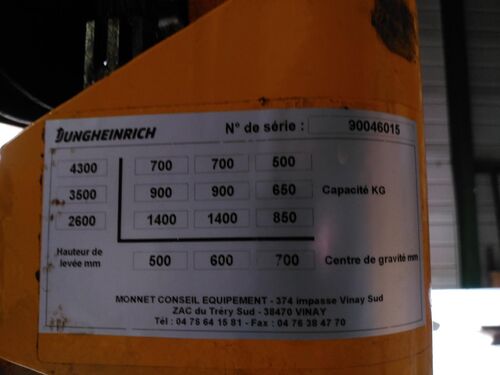 JUNGHEINRICH N° de série : 90046015
4300 700 700 500
3500 900 900 650 Capacité KG
2600 1400 1400 850
Hauteur de
levée mm 500 600 700 Centre de gravité mm
MONNET CONSEIL EQUIPEMENT - 374 impasse Vinay Sud
ZAC du Tréry Sud - 38470 VINAY
Tél : 04 76 64 15 81 - Fax : 04 76 38 47 70